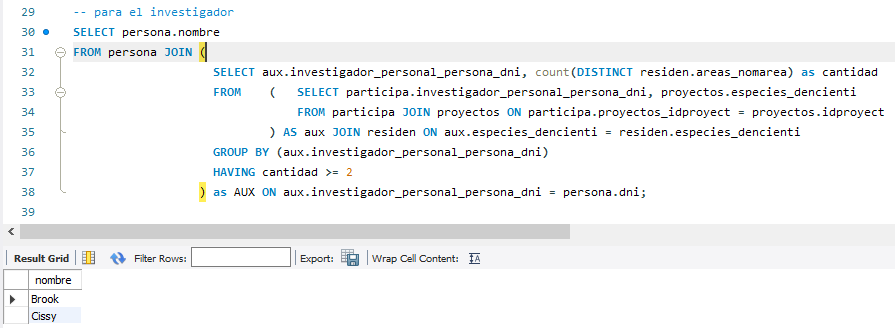 29 -- para el investigador
30 SELECT persona.nombre
31 FROM persona JOIN (
32 SELECT aux.investigador_personal_persona_dni, count(DISTINCT residen.areas_nomarea) as cantidad
33 FROM ( SELECT participa.investigador_personal_persona_dni, proyectos.especies_dencienti
34 FROM participa JOIN proyectos ON participa.proyectos_idproyect = proyectos.idproyect
35 ) AS aux JOIN residen ON aux.especies_dencienti = residen.especies_dencienti
36 GROUP BY (aux.investigador_personal_persona_dni)
37 HAVING cantidad >= 2
38 ) as AUX ON aux.investigador_personal_persona_dni = persona.dni;
39
Result Grid Filter Rows: Export: Wrap Cell Content: IA
nombre
Brook
Cissy